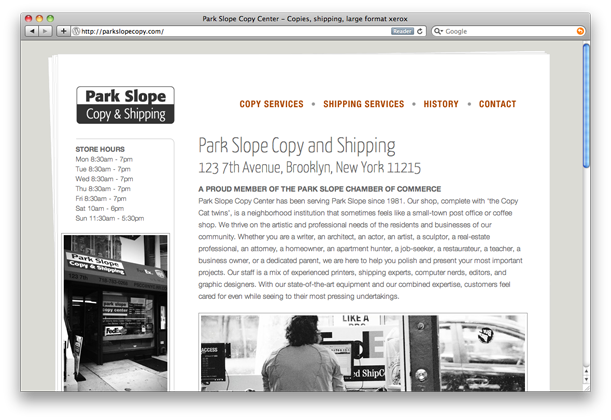 Park Slope Copy Center – Copies, shipping, large format xerox
http://parkslopecopy.com/
Reader
Google
Park Slope
Copy & Shipping
COPY SERVICES • SHIPPING SERVICES • HISTORY • CONTACT
STORE HOURS
Mon 8:30am - 7pm
Tue 8:30am - 7pm
Wed 8:30am - 7pm
Thu 8:30am - 7pm
Fri 8:30am - 7pm
Sat 10am - 6pm
Sun 11:30am - 5:30pm
Park Slope Copy and Shipping
123 7th Avenue, Brooklyn, New York 11215
A PROUD MEMBER OF THE PARK SLOPE CHAMBER OF COMMERCE
Park Slope Copy Center has been serving Park Slope since 1981. Our shop, complete with 'the Copy
Cat twins', is a neighborhood institution that sometimes feels like a small-town post office or coffee
shop. We thrive on the artistic and professional needs of the residents and businesses of our
community. Whether you are a writer, an architect, an actor, an artist, a sculptor, a real-estate
professional, an attorney, a homeowner, an apartment hunter, a job-seeker, a restaurateur, a teacher, a
business owner, or a dedicated parent, we are here to help you polish and present your most important
projects. Our staff is a mix of experienced printers, shipping experts, computer nerds, editors, and
graphic designers. With our state-of-the-art equipment and our combined expertise, customers feel
cared for even while seeing to their most pressing undertakings.
Park Slope
Copy & Shipping
FedEx
LIKE A
ACCESS
ShipC